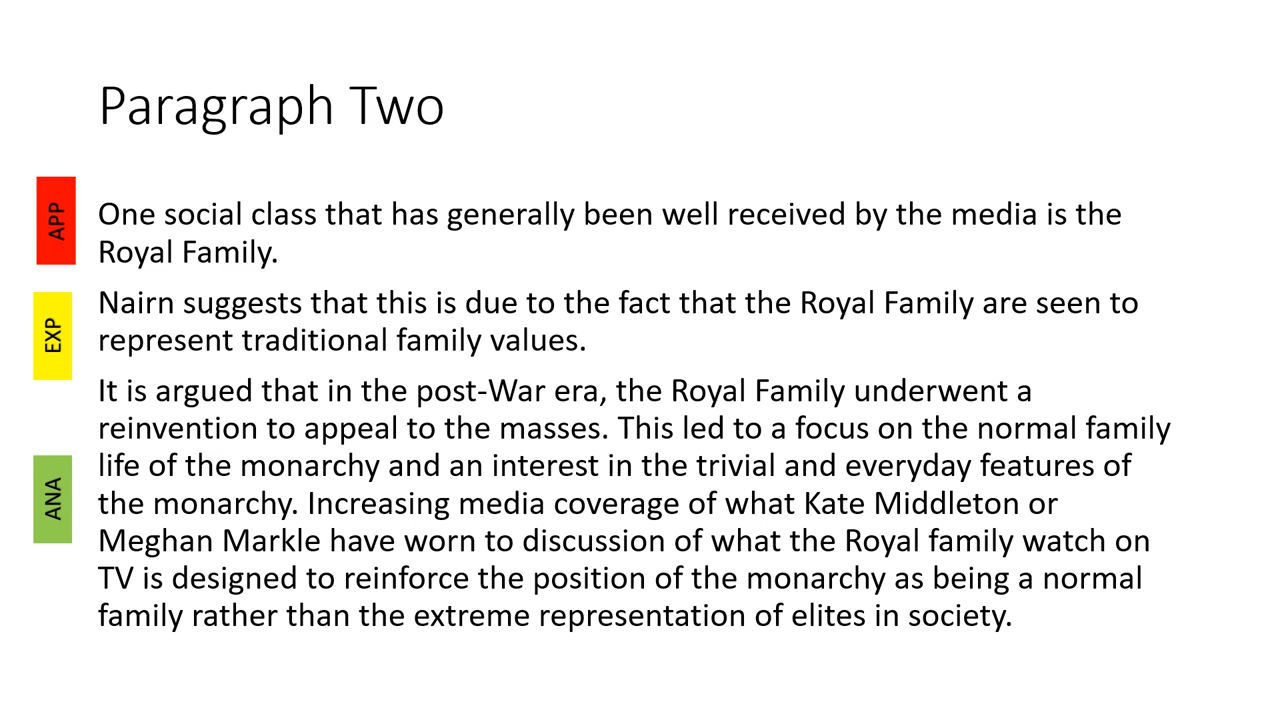 Paragraph Two
APP
One social class that has generally been well received by the media is the
Royal Family.
EXP
Nairn suggests that this is due to the fact that the Royal Family are seen to
represent traditional family values.
ANA
It is argued that in the post-War era, the Royal Family underwent a
reinvention to appeal to the masses. This led to a focus on the normal family
life of the monarchy and an interest in the trivial and everyday features of
the monarchy. Increasing media coverage of what Kate Middleton or
Meghan Markle have worn to discussion of what the Royal family watch on
TV is designed to reinforce the position of the monarchy as being a normal
family rather than the extreme representation of elites in society.